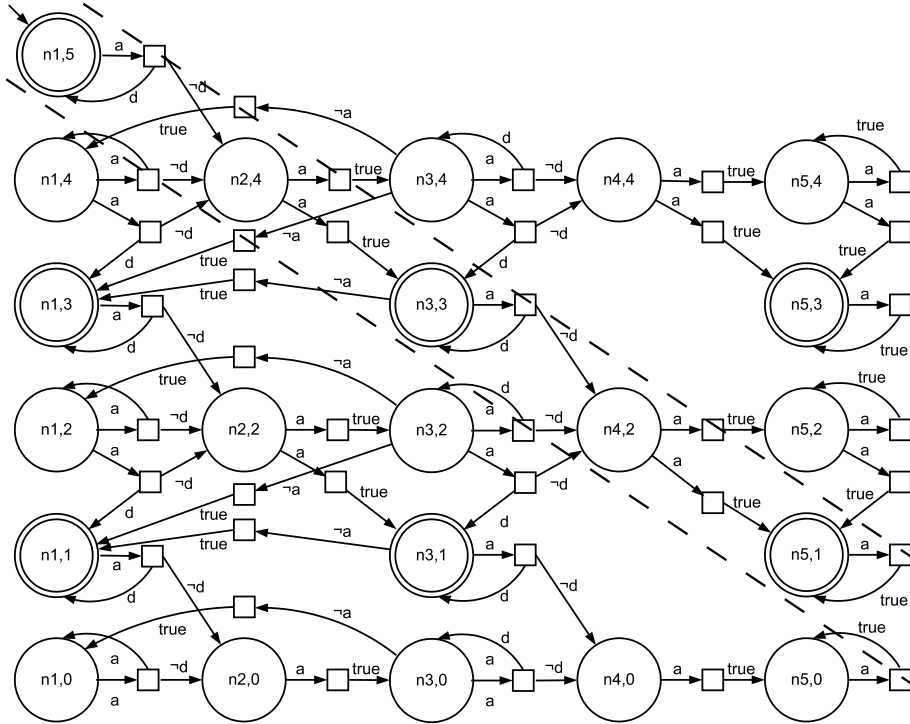 n1,5 a
d ¬d
true ¬a
d true
n1,4 a ¬d n2,4 a true n3,4 a ¬d n4,4 a true n5,4 a
a ¬d a true ¬a a ¬d a true a
d true d true
n1,3 a true ¬a n3,3 a n5,3 a
d d ¬d true
true ¬a
d true
n1,2 a ¬d n2,2 a true n3,2 a ¬d n4,2 a true n5,2 a
a ¬d a true ¬a a ¬d a true a
d true d true
n1,1 a true ¬a n3,1 a n5,1 a
d ¬d d ¬d true
true ¬a
d true
n1,0 a ¬d n2,0 a true n3,0 a ¬d n4,0 a true n5,0 a
a a